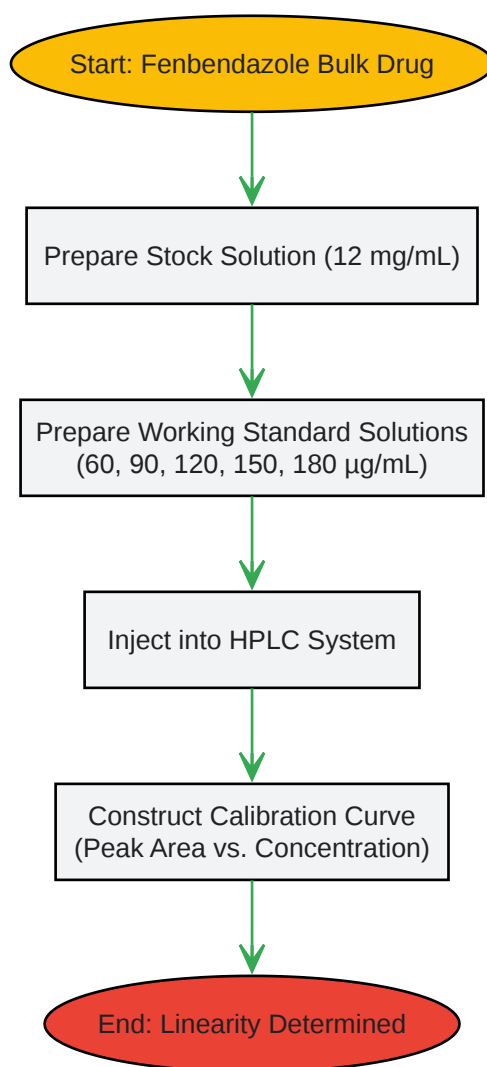 Start: Fenbendazole Bulk Drug
Prepare Stock Solution (12 mg/mL)
Prepare Working Standard Solutions
(60, 90, 120, 150, 180 µg/mL)
Inject into HPLC System
Construct Calibration Curve
(Peak Area vs. Concentration)
End: Linearity Determined